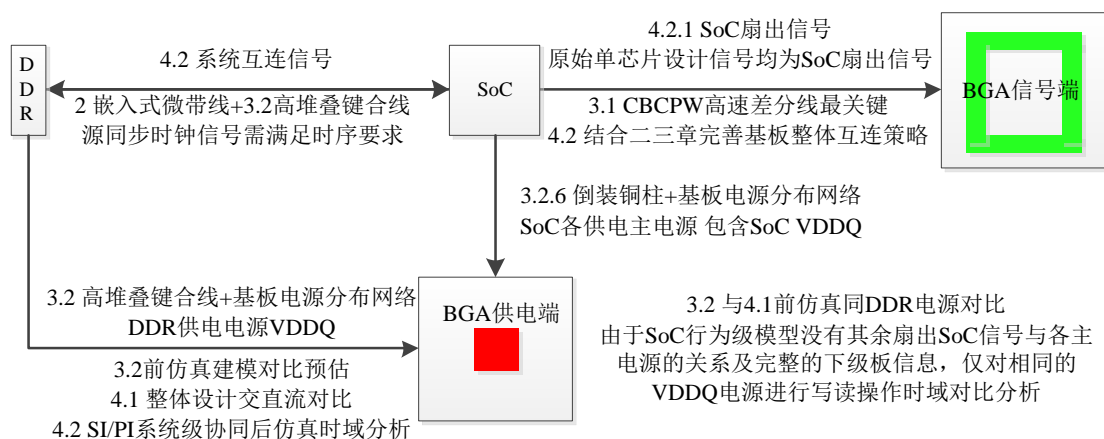 4.2.1 SoC扇出信号
原始单芯片设计信号均为SoC扇出信号
D
D
R
4.2 系统互连信号
SoC
BGA信号端
2 嵌入式微带线+3.2高堆叠键合线
源同步时钟信号需满足时序要求
3.1 CBCPW高速差分线最关键
4.2 结合二三章完善基板整体互连策略
3.2.6 倒装铜柱+基板电源分布网络
SoC各供电主电源 包含SoC VDDQ
3.2 高堆叠键合线+基板电源分布网络
DDR供电电源VDDQ
BGA供电端
3.2前仿真建模对比预估
4.1 整体设计交直流对比
4.2 SI/PI系统级协同后仿真时域分析
3.2 与4.1前仿真同DDR电源对比
由于SoC行为级模型没有其余扇出SoC信号与各主
电源的关系及完整的下级板信息，仅对相同的
VDDQ电源进行写读操作时域对比分析